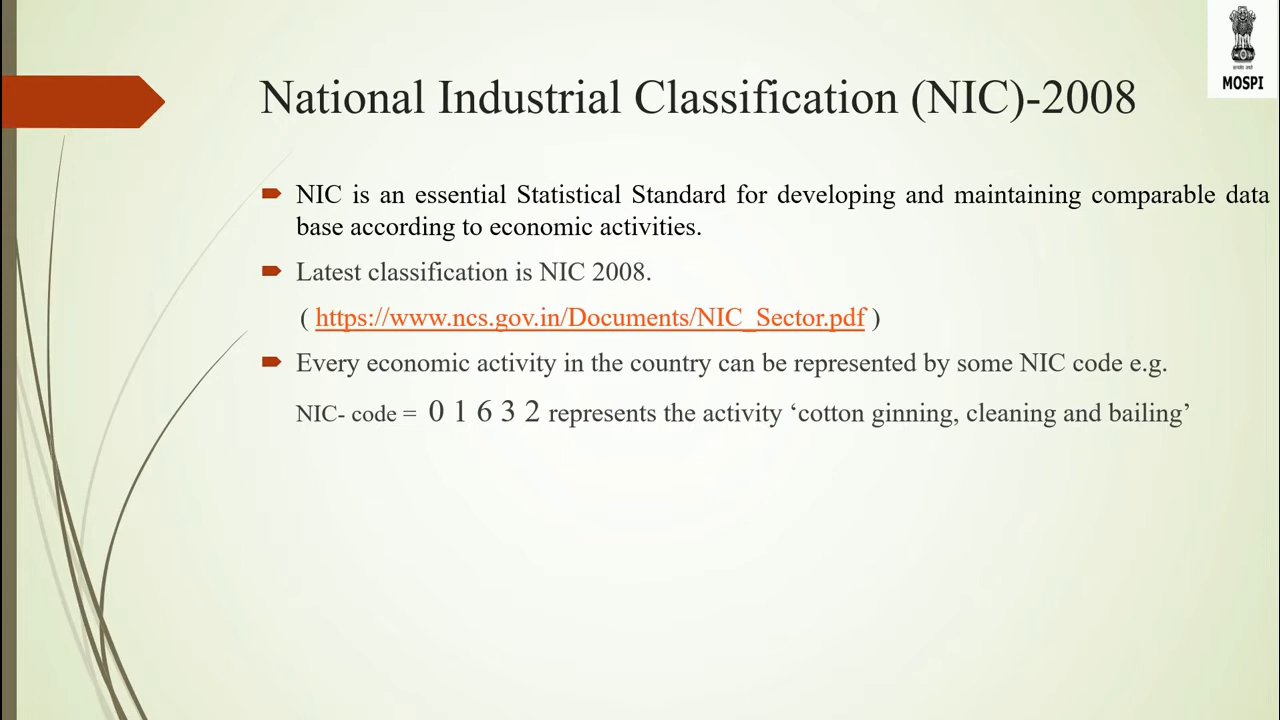 MOSPI
National Industrial Classification (NIC)-2008
NIC is an essential Statistical Standard for developing and maintaining comparable data
base according to economic activities.
Latest classification is NIC 2008.
( https://www.ncs.gov.in/Documents/NIC_Sector.pdf )
Every economic activity in the country can be represented by some NIC code e.g.
NIC- code = 0 1 6 3 2 represents the activity ‘cotton ginning, cleaning and bailing’